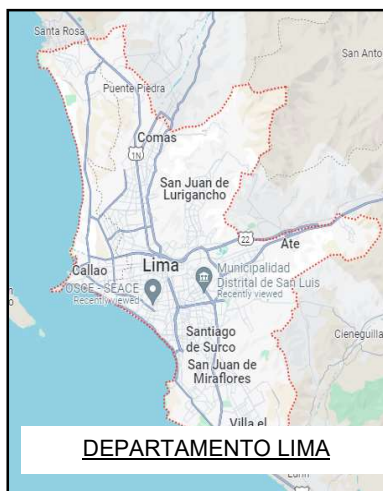 Santa Rosa
San Anto
Puente Piedra
Comas
1N
San Juan de
Lurigancho
22
Ate
Callao
Lima
Municipalidad
Distrital de San Luis
Recently viewed
OSCE - SEACE
Recently viewed
Santiago
de Surco
Cieneguilla
San Juan de
Miraflores
Villa el
DEPARTAMENTO LIMA
Lurin